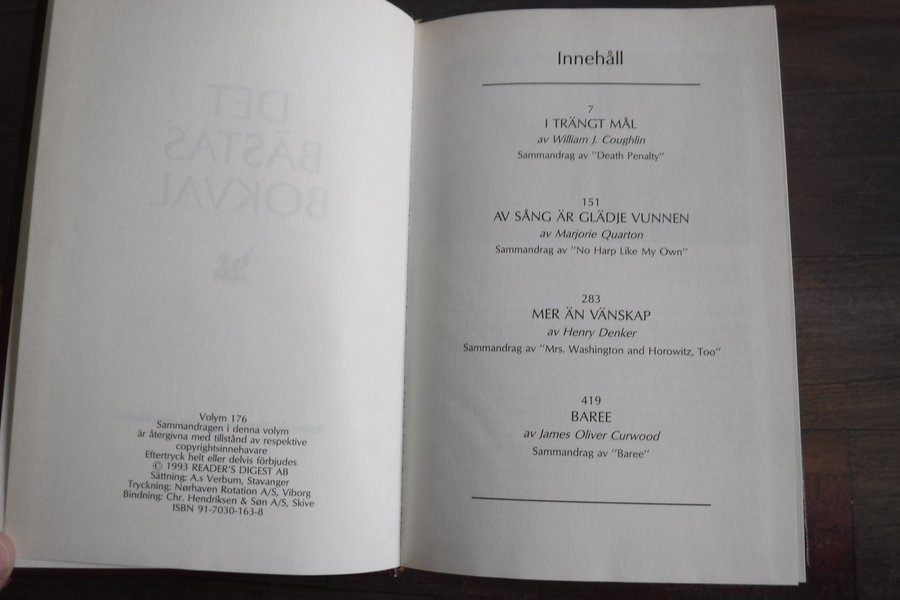 DET
BÄSTAS
BOKVAL
Volym 176
Sammandragen i denna volym
är återgivna med tillstånd av respektive
copyrightsinnehavare
Eftertryck helt eller delvis förbjudes
© 1993 READER'S DIGEST AB
Sättning: A.s Verbum, Stavanger
Tryckning: Nørhaven Rotation A/S, Viborg
Bindning: Chr. Hendriksen & Søn A/S, Skive
ISBN 91-7030-163-8
Innehåll
7
I TRÄNGT MÅL
av William J. Coughlin
Sammandrag av ''Death Penalty''
151
AV SÅNG ÄR GLÄDJE VUNNEN
av Marjorie Quarton
Sammandrag av ''No Harp Like My Own''
283
MER ÄN VÄNSKAP
av Henry Denker
Sammandrag av ''Mrs. Washington and Horowitz, Too''
419
BAREE
av James Oliver Curwood
Sammandrag av ''Baree''